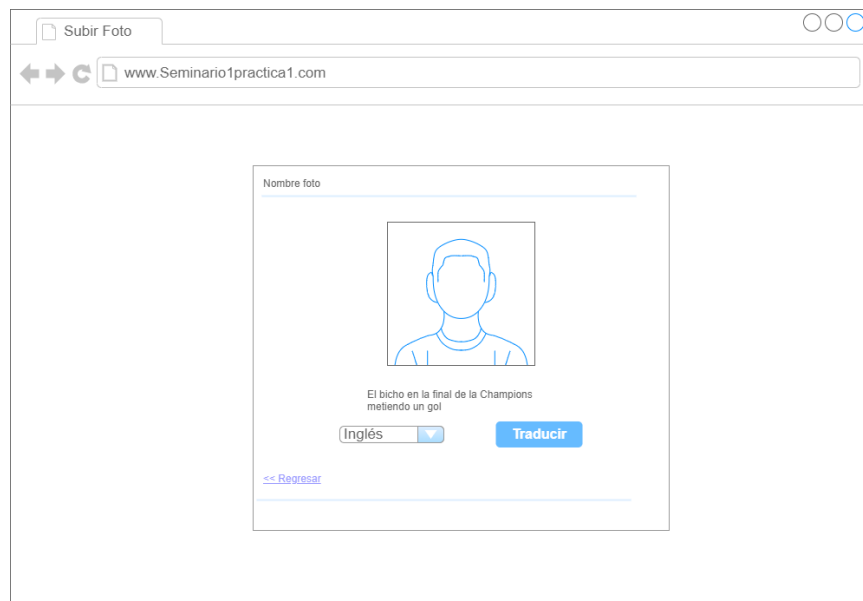 Subir Foto
www.Seminario1practica1.com
Nombre foto
El bicho en la final de la Champions
metiendo un gol
Inglés
Traducir
<< Regresar